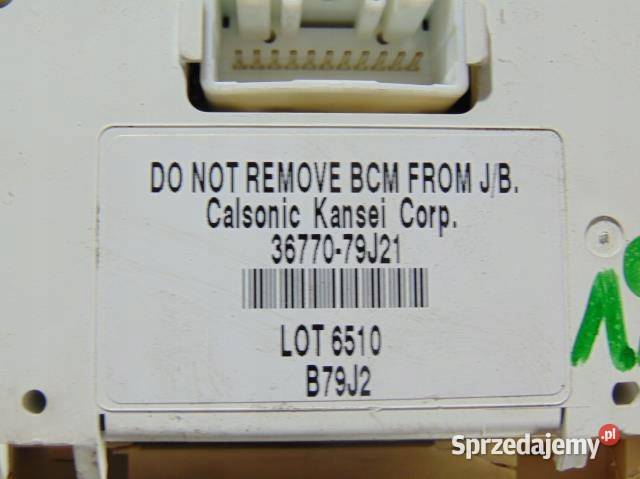 DO NOT REMOVE BCM FROM J/B.
Calsonic Kansei Corp.
36770-79J21
LOT 6510
B79J2
Sprzedajemy.pl